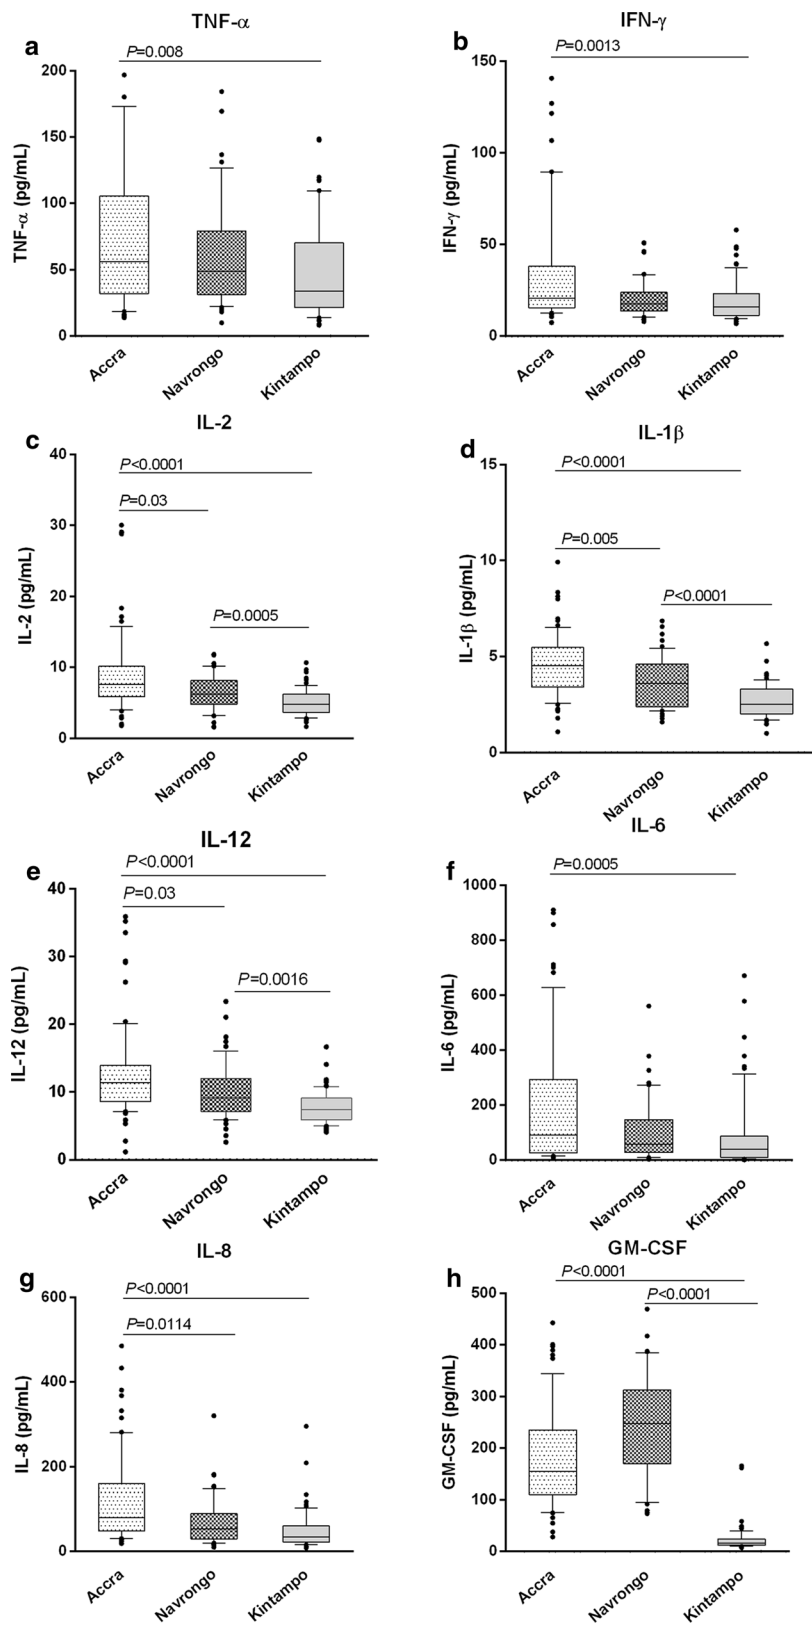 TNF-α
a
P=0.008
200
150
100
50
0
TNF-α (pg/mL)
Accra
Navrongo
Kintampo
IFN-γ
b
P=0.0013
150
100
50
0
IFN-γ (pg/mL)
Accra
Navrongo
Kintampo
IL-2
c
40
30
20
10
0
IL-2 (pg/mL)
P<0.0001
P=0.03
P=0.0005
Accra
Navrongo
Kintampo
IL-1β
d
15
10
5
0
IL-1β (pg/mL)
P<0.0001
P=0.005
P<0.0001
Accra
Navrongo
Kintampo
IL-12
e
P<0.0001
P=0.03
P=0.0016
40
30
20
10
0
IL-12 (pg/mL)
Accra
Navrongo
Kintampo
IL-6
f
P=0.0005
1000
800
600
400
200
0
IL-6 (pg/mL)
Accra
Navrongo
Kintampo
IL-8
g
600
400
200
0
IL-8 (pg/mL)
P<0.0001
P=0.0114
Accra
Navrongo
Kintampo
GM-CSF
h
P<0.0001
P<0.0001
500
400
300
200
100
0
GM-CSF (pg/mL)
Accra
Navrongo
Kintampo